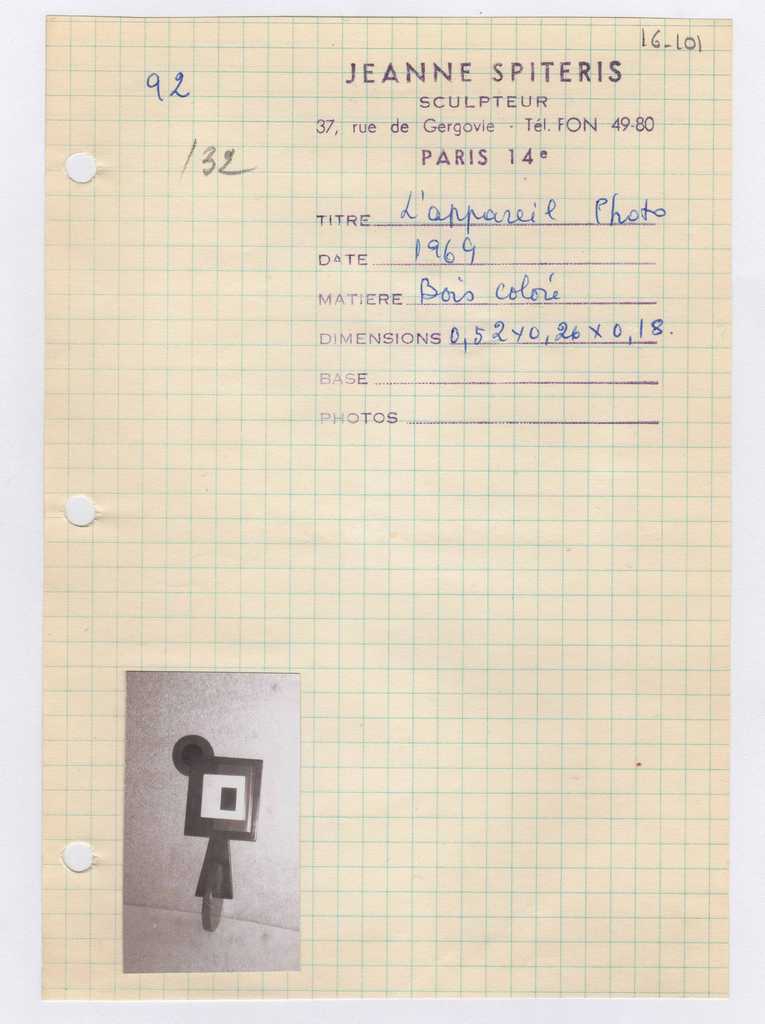 16-101
92
JEANNE SPITERIS
SCULPTEUR
37, rue de Gergovie - Tél. FON 49-80
132
PARIS 14e
TITRE L'appareil Photo
DATE 1969
MATIERE Bois coloré
DIMENSIONS 0,52x0,26x0,18.
BASE
PHOTOS